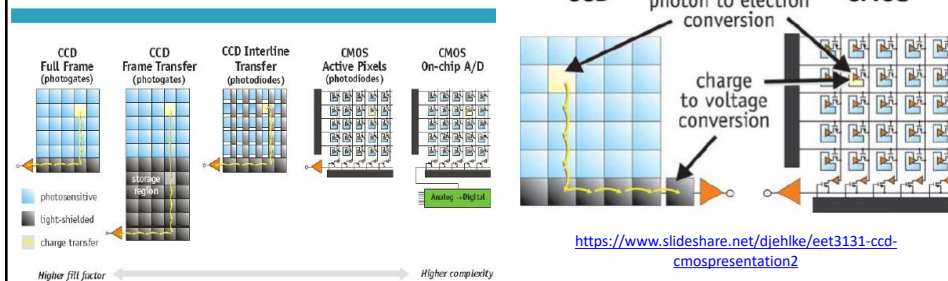 CCD
Full Frame
(photogates)
CCD
Frame Transfer
(photogates)
CCD Interline
Transfer
(photodiodes)
CMOS
Active Pixels
(photodiodes)
CMOS
On-chip A/D
storage
region
photosensitive
light-shielded
charge transfer
Analog →Digital
Higher fill factor
Higher complexity
photon to electron
conversion
charge
to voltage
conversion
https://www.slideshare.net/djehlke/eet3131-ccd-
cmospresentation2